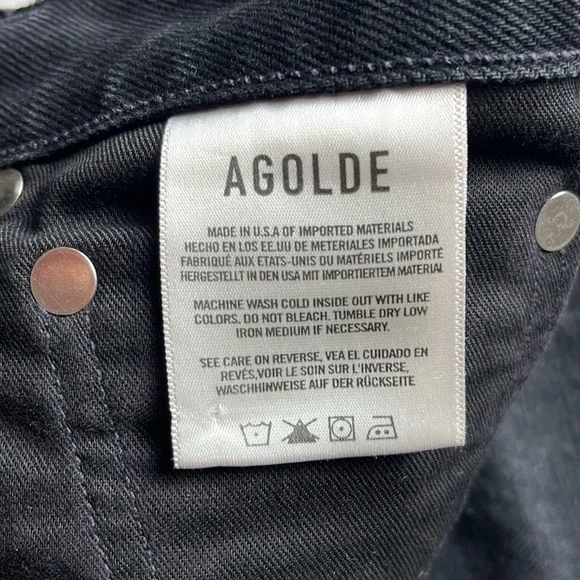 AGOLDE
MADE IN U.S.A OF IMPORTED MATERIALS
HECHO EN LOS EE.UU DE METERIALES IMPORTADA
FABRIQUÉ AUX ETATS-UNIS DU MATÉRIELS IMPORTÉ
HERGESTELLT IN DEN USA MIT IMPORTIERTEM MATERIAL
MACHINE WASH COLD INSIDE OUT WITH LIKE
COLORS. DO NOT BLEACH. TUMBLE DRY LOW
IRON MEDIUM IF NECESSARY.
SEE CARE ON REVERSE, VEA EL CUIDADO EN
REVÉS,VOIR LE SOIN SUR L'INVERSE,
WASCHHINWEISE AUF DER RÜCKSEITE